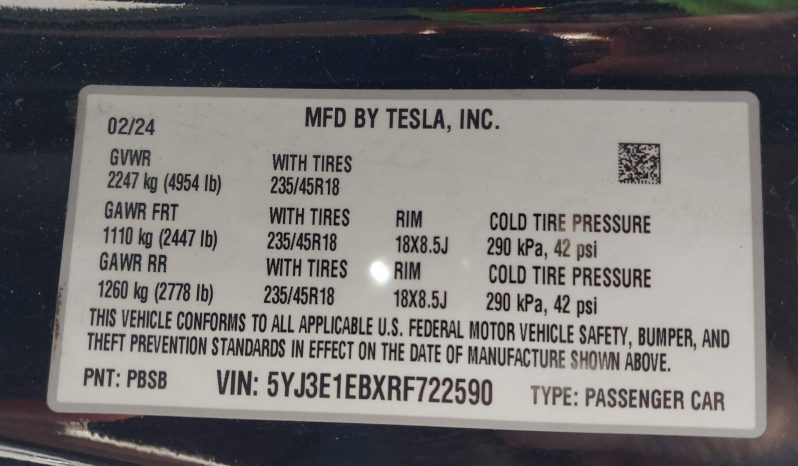 MFD BY TESLA, INC.
02/24
GVWR WITH TIRES
2247 kg (4954 lb) 235/45R18
GAWR FRT WITH TIRES RIM COLD TIRE PRESSURE
1110 kg (2447 lb) 235/45R18 18X8.5J 290 kPa, 42 psi
GAWR RR WITH TIRES RIM COLD TIRE PRESSURE
1260 kg (2778 lb) 235/45R18 18X8.5J 290 kPa, 42 psi
THIS VEHICLE CONFORMS TO ALL APPLICABLE U.S. FEDERAL MOTOR VEHICLE SAFETY, BUMPER, AND
THEFT PREVENTION STANDARDS IN EFFECT ON THE DATE OF MANUFACTURE SHOWN ABOVE.
PNT: PBSB VIN: 5YJ3E1EBXRF722590 TYPE: PASSENGER CAR